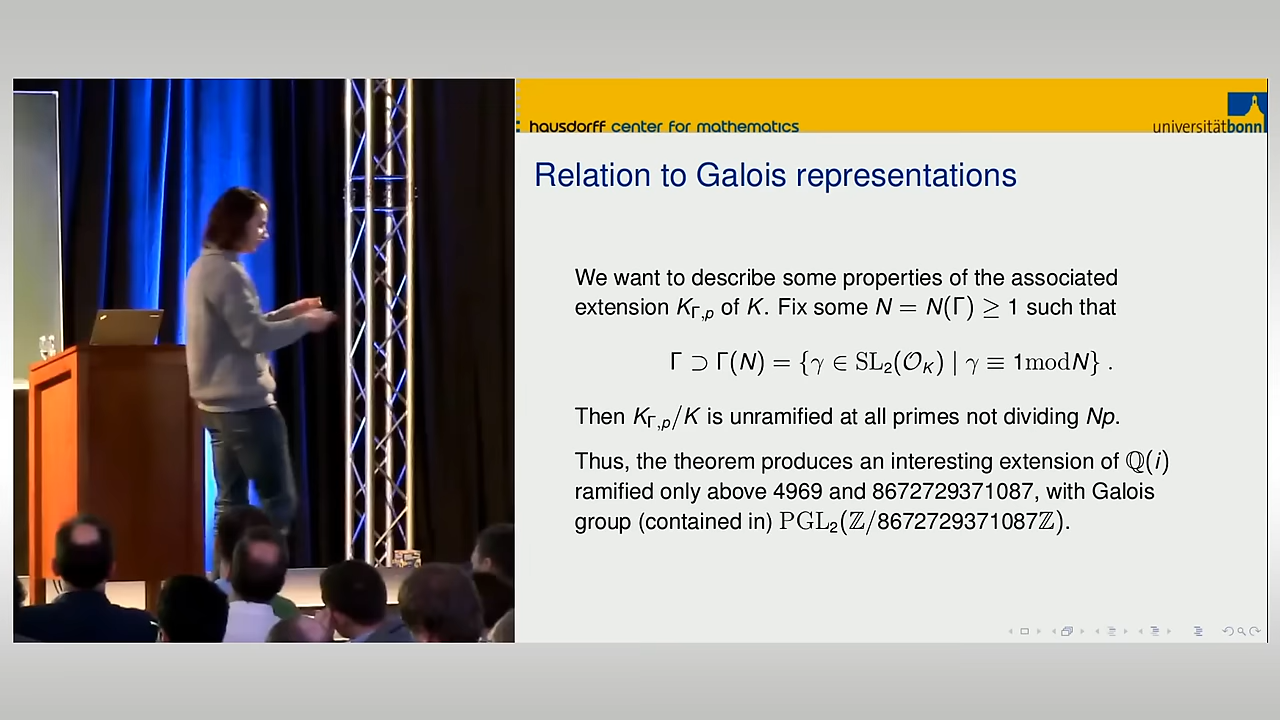 hausdorff center for mathematics
universitätbonn
Relation to Galois representations
We want to describe some properties of the associated
extension K_{Γ,p} of K. Fix some N = N(Γ) ≥ 1 such that
Γ ⊃ Γ(N) = {γ ∈ SL₂(𝒪_K) | γ ≡ 1modN} .
Then K_{Γ,p}/K is unramified at all primes not dividing Np.
Thus, the theorem produces an interesting extension of ℚ(i)
ramified only above 4969 and 8672729371087, with Galois
group (contained in) PGL₂(ℤ/8672729371087ℤ).